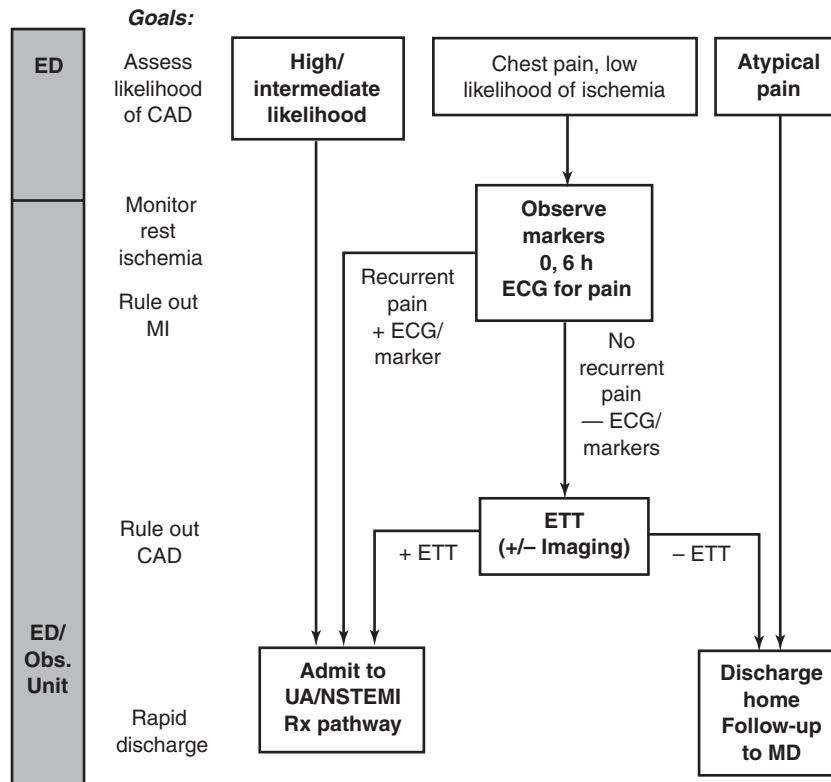 Goals:
ED
Assess
likelihood
of CAD
High/
intermediate
likelihood
Chest pain, low
likelihood of ischemia
Atypical
pain
Monitor
rest
ischemia
Rule out
MI
Observe
markers
0, 6 h
ECG for pain
Recurrent
pain
+ ECG/
marker
No
recurrent
pain
— ECG/
markers
Rule out
CAD
ETT
(+/– Imaging)
+ ETT
– ETT
ED/
Obs.
Unit
Rapid
discharge
Admit to
UA/NSTEMI
Rx pathway
Discharge
home
Follow-up
to MD